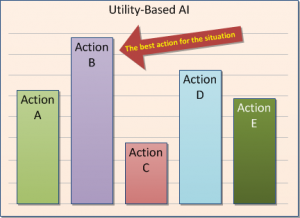 Utility-Based AI
The best action for the situation
Action
A
Action
B
Action
C
Action
D
Action
E